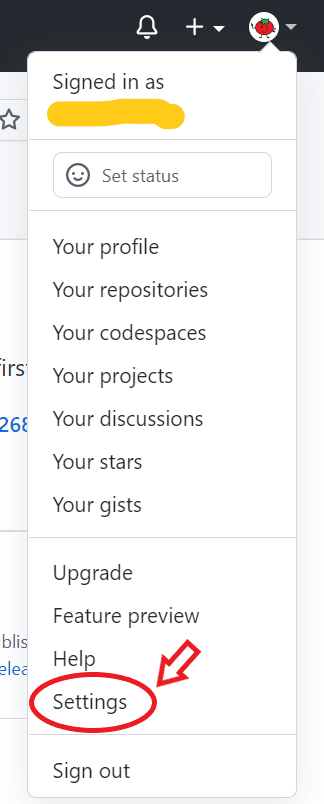 Signed in as
Set status
Your profile
Your repositories
Your codespaces
Your projects
Your discussions
Your stars
Your gists
Upgrade
Feature preview
Help
Settings
Sign out